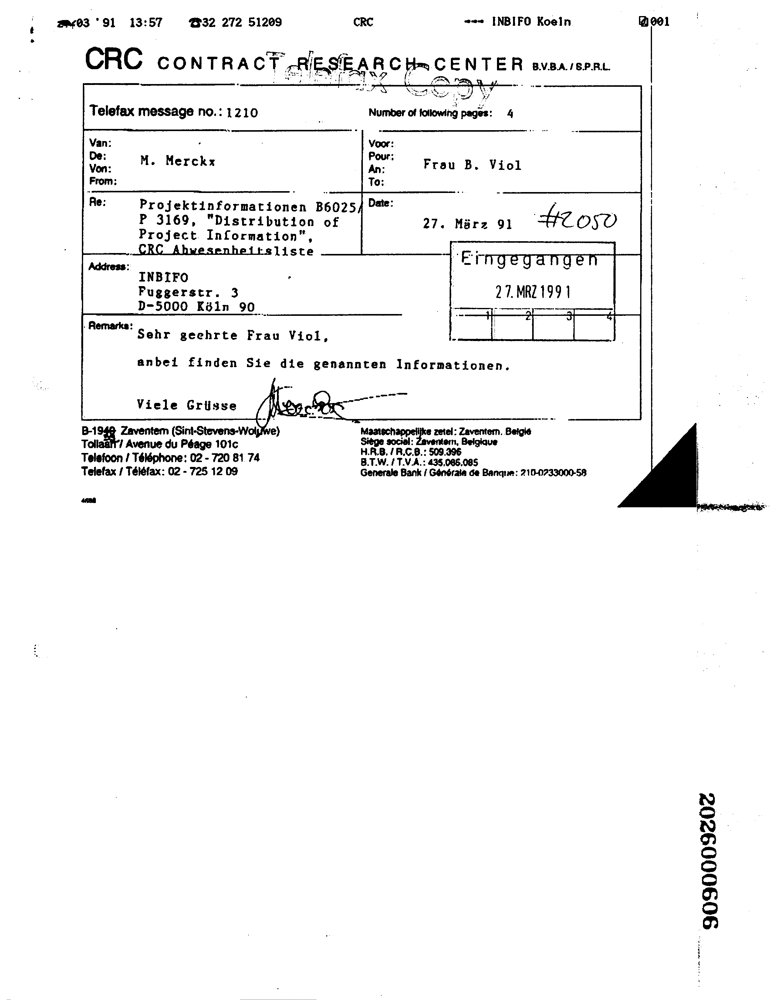 03 '91 13:57 ☎32 272 51209 CRC →→→ INBIFO Koeln 001
CRC CONTRACT RESEARCH CENTER B.V.B.A. / S.P.R.L.
Telefax Copy
Telefax message no.: 1210 Number of following pages: 4
Van:
De:
Von:
From:
M. Merckx
Voor:
Pour:
An:
To:
Frau B. Viol
Re: Projektinformationen B6025/
P 3169, "Distribution of
Project Information",
CRC Abwesenheitsliste
Date:
27. März 91 #2050
Address:
INBIFO
Fuggerstr. 3
D-5000 Köln 90
Eingegangen
27. MRZ 1991
1 2 3 4
Remarks: Sehr geehrte Frau Viol,
anbei finden Sie die genannten Informationen.
Viele Grüsse
Zaventem (Sint-Stevens-Woluwe)
Tollaan / Avenue du Péage 101c
Telefoon / Téléphone: 02 - 720 81 74
Telefax / Téléfax: 02 - 725 12 09
Maatschappelijke zetel: Zaventem, België
Siège social: Zaventem, Belgique
H.R.B. / R.C.B.: 509.396
B.T.W. / T.V.A.: 435.065.085
Generale Bank / Générale de Banque: 210-0233000-58
2026000606